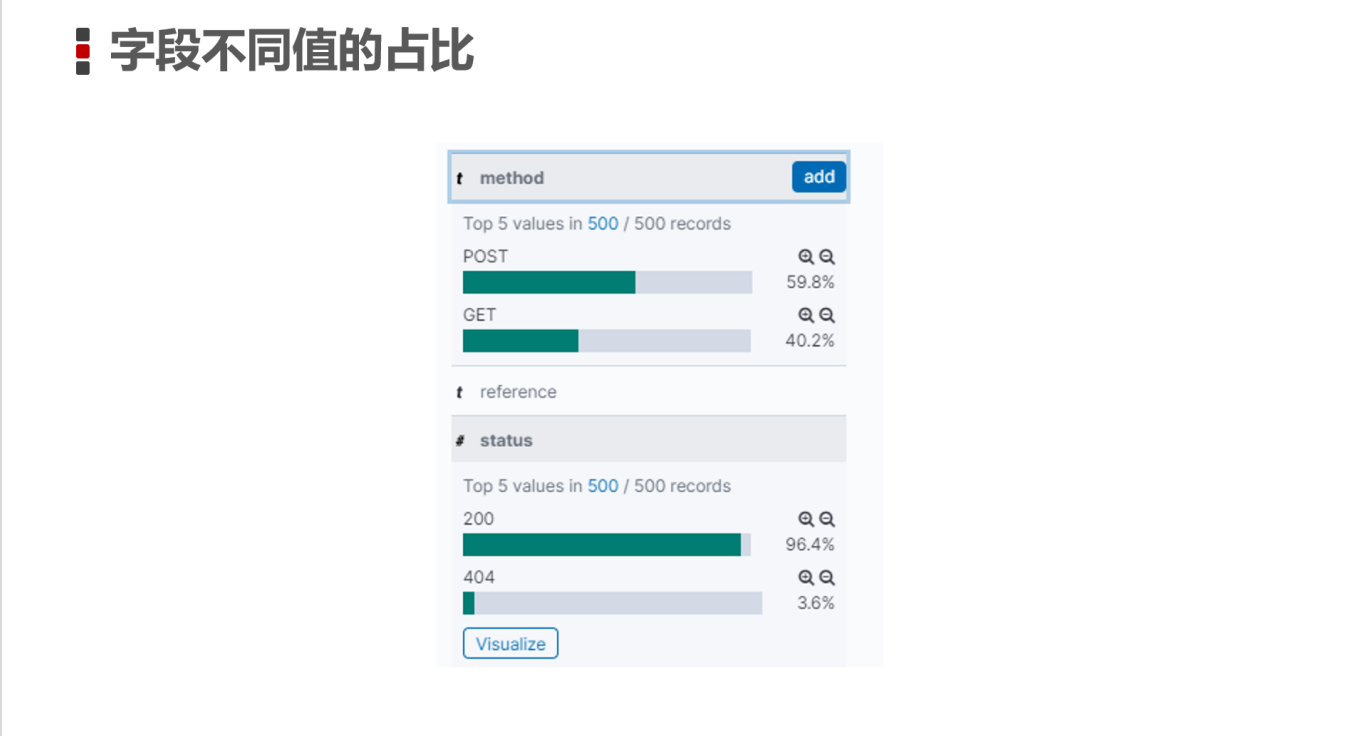 字段不同值的占比
t method add
Top 5 values in 500 / 500 records
POST
59.8%
GET
40.2%
t reference
# status
Top 5 values in 500 / 500 records
200
96.4%
404
3.6%
Visualize